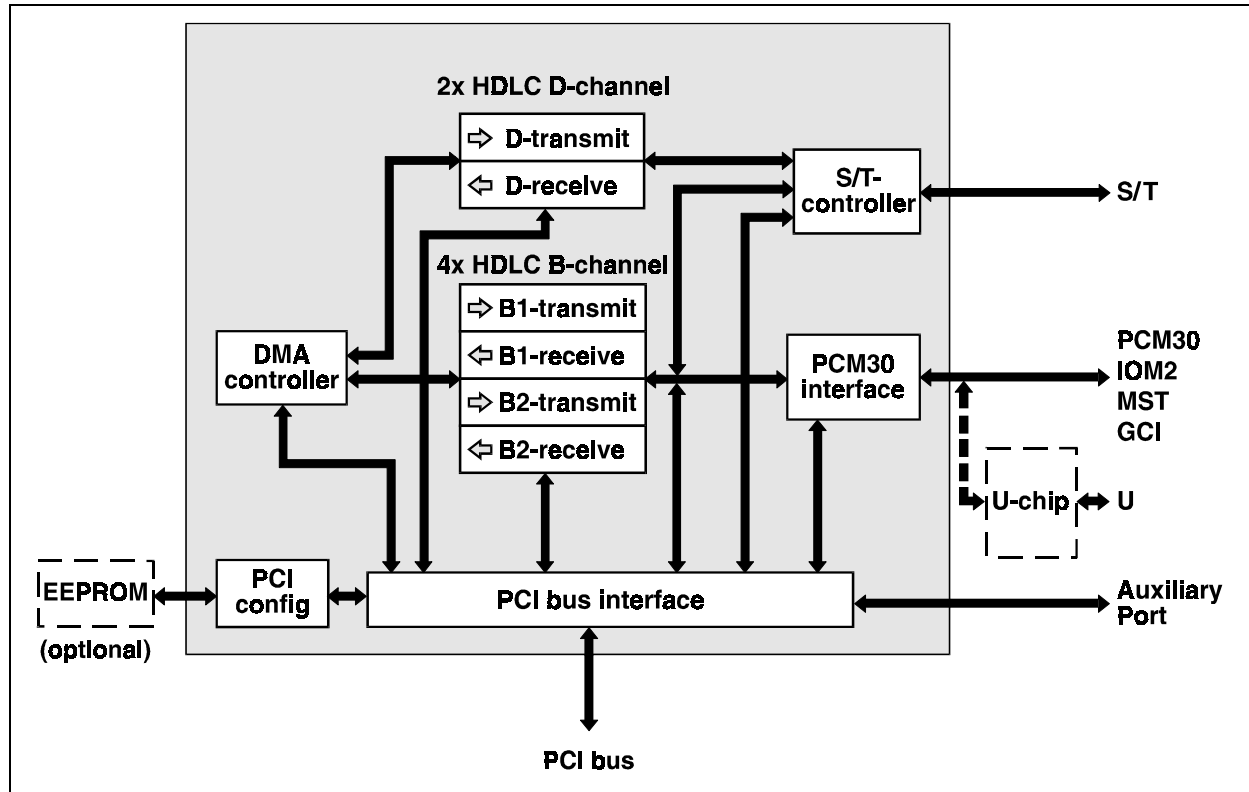 2x HDLC D-channel
D-transmit
D-receive
S/T-
controller
S/T
4x HDLC B-channel
B1-transmit
B1-receive
B2-transmit
B2-receive
DMA
controller
PCM30
interface
PCM30
IOM2
MST
GCI
U-chip
U
EEPROM
(optional)
PCI
config
PCI bus interface
Auxiliary
Port
PCI bus